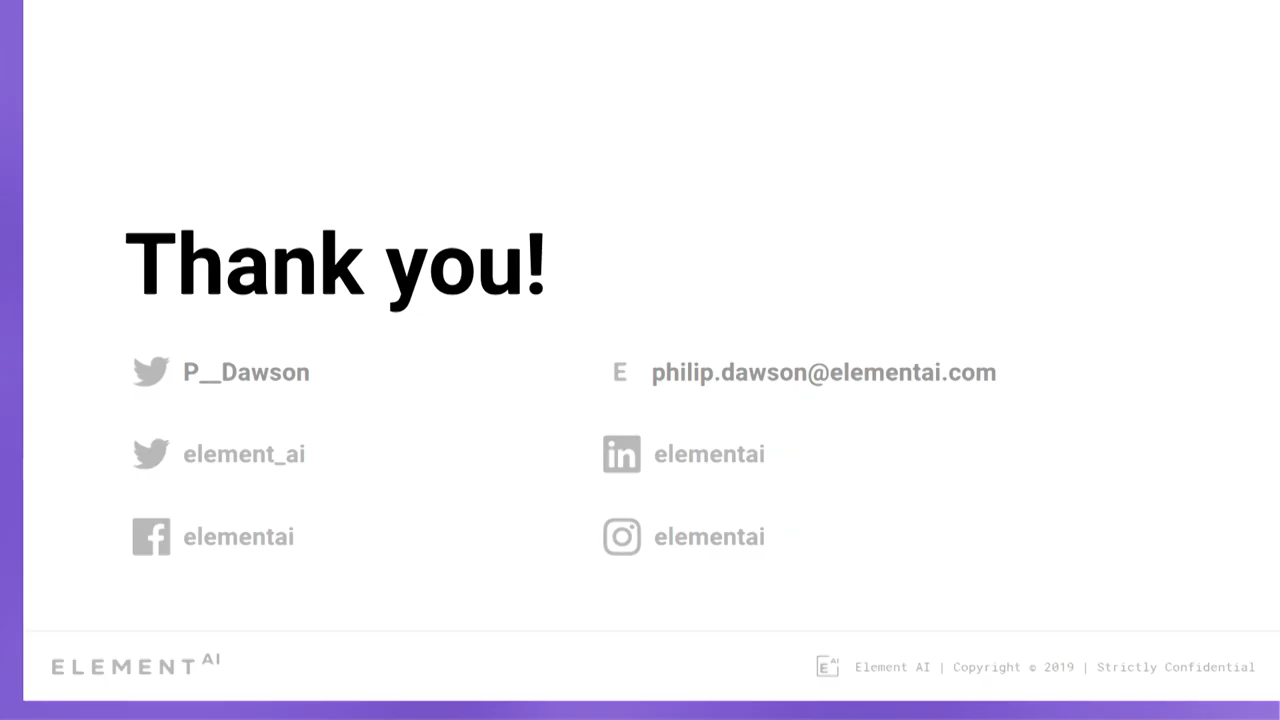 Thank you!
P__Dawson
E philip.dawson@elementai.com
element_ai
elementai
elementai
elementai
ELEMENT AI
E AI Element AI | Copyright © 2019 | Strictly Confidential